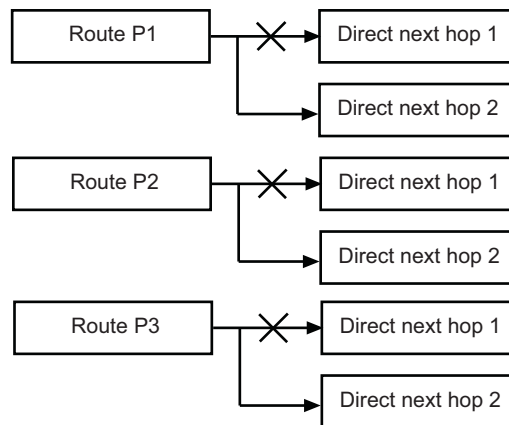 Route P1
Direct next hop 1
Direct next hop 2
Route P2
Direct next hop 1
Direct next hop 2
Route P3
Direct next hop 1
Direct next hop 2